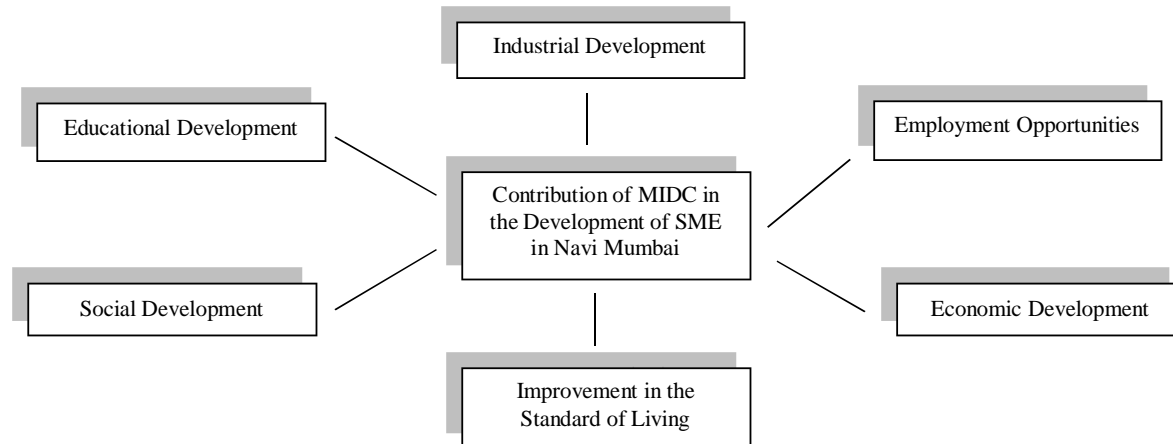 Industrial Development
Educational Development
Employment Opportunities
Contribution of MIDC in
the Development of SME
in Navi Mumbai
Social Development
Economic Development
Improvement in the
Standard of Living